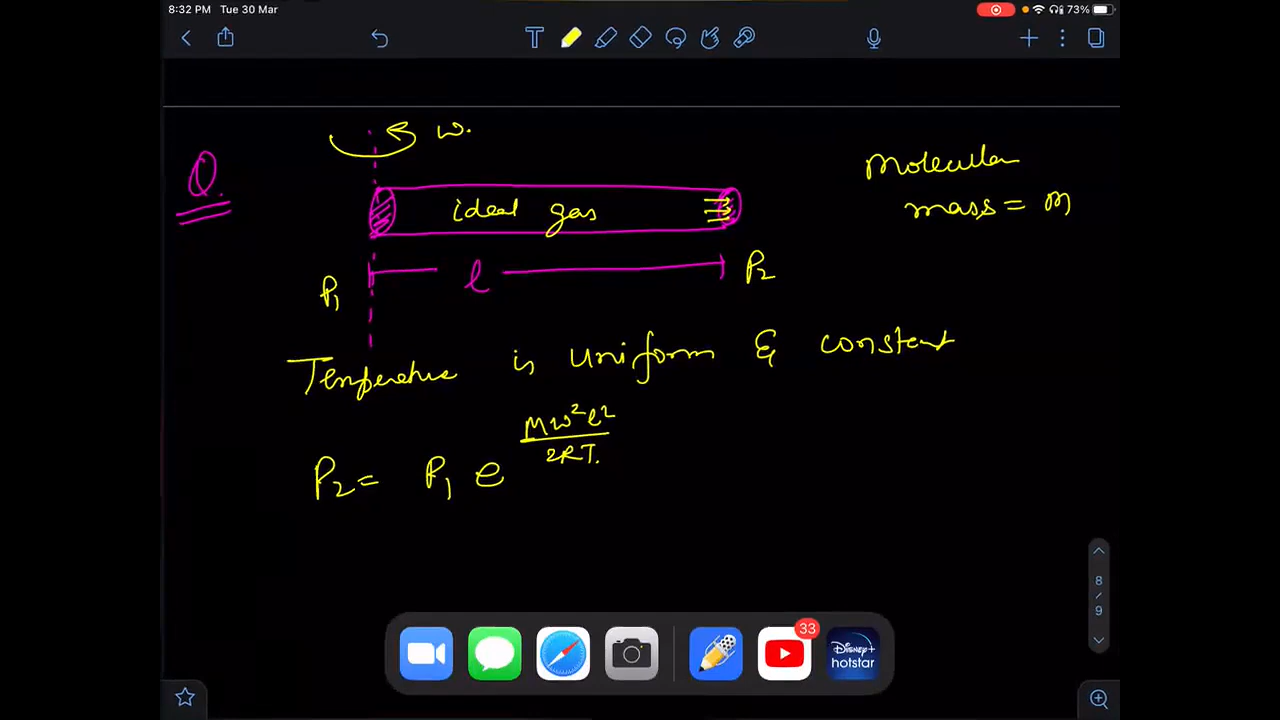 8:32 PM Tue 30 Mar
73%
T
Q.
ω.
Molecular
mass = M
ideal gas
l
P₁
P₂
Temperature is uniform & constant
P₂ = P₁ e^(Mω²l²/2RT.)
8
/
9
33
Disney+
hotstar